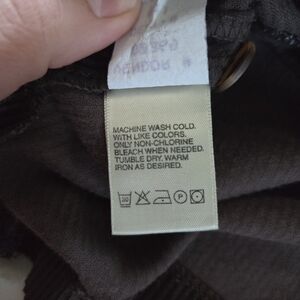 MACHINE WASH COLD.
WITH LIKE COLORS.
ONLY NON-CHLORINE
BLEACH WHEN NEEDED.
TUMBLE DRY, WARM
IRON AS DESIRED.